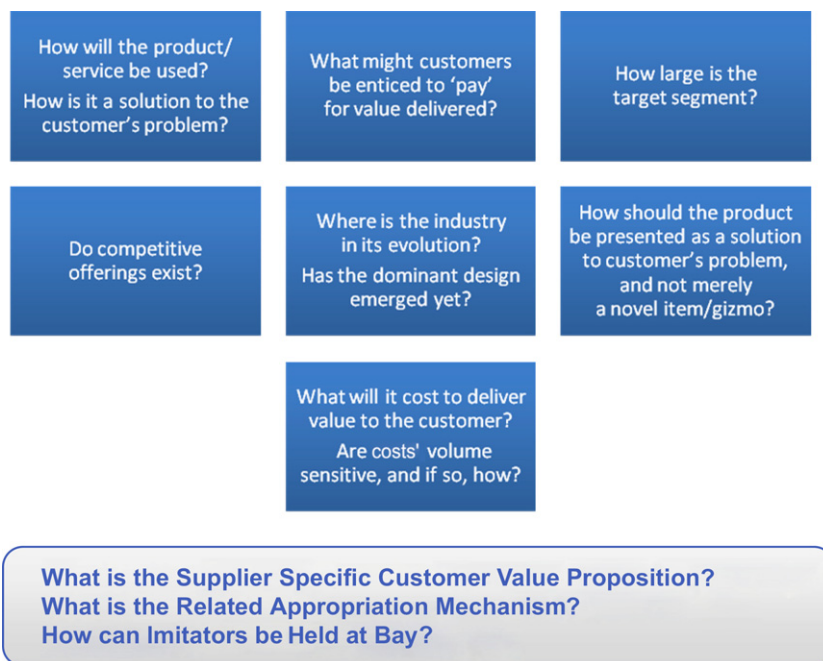 How will the product/
service be used?
How is it a solution to the
customer's problem?
What might customers
be enticed to 'pay'
for value delivered?
How large is the
target segment?
Do competitive
offerings exist?
Where is the industry
in its evolution?
Has the dominant design
emerged yet?
How should the product
be presented as a solution
to customer's problem,
and not merely
a novel item/gizmo?
What will it cost to deliver
value to the customer?
Are costs' volume
sensitive, and if so, how?
What is the Supplier Specific Customer Value Proposition?
What is the Related Appropriation Mechanism?
How can Imitators be Held at Bay?